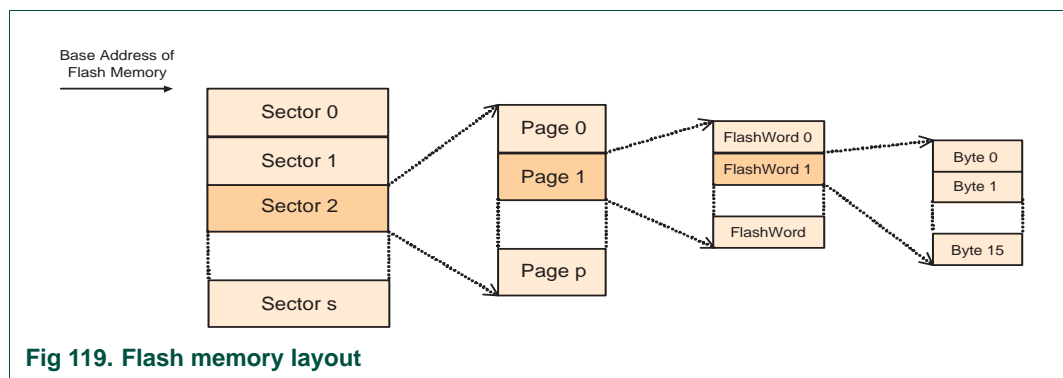 Base Address of
Flash Memory
Sector 0
Sector 1
Sector 2
Sector s
Page 0
Page 1
Page p
FlashWord 0
FlashWord 1
FlashWord
Byte 0
Byte 1
Byte 15
Fig 119. Flash memory layout